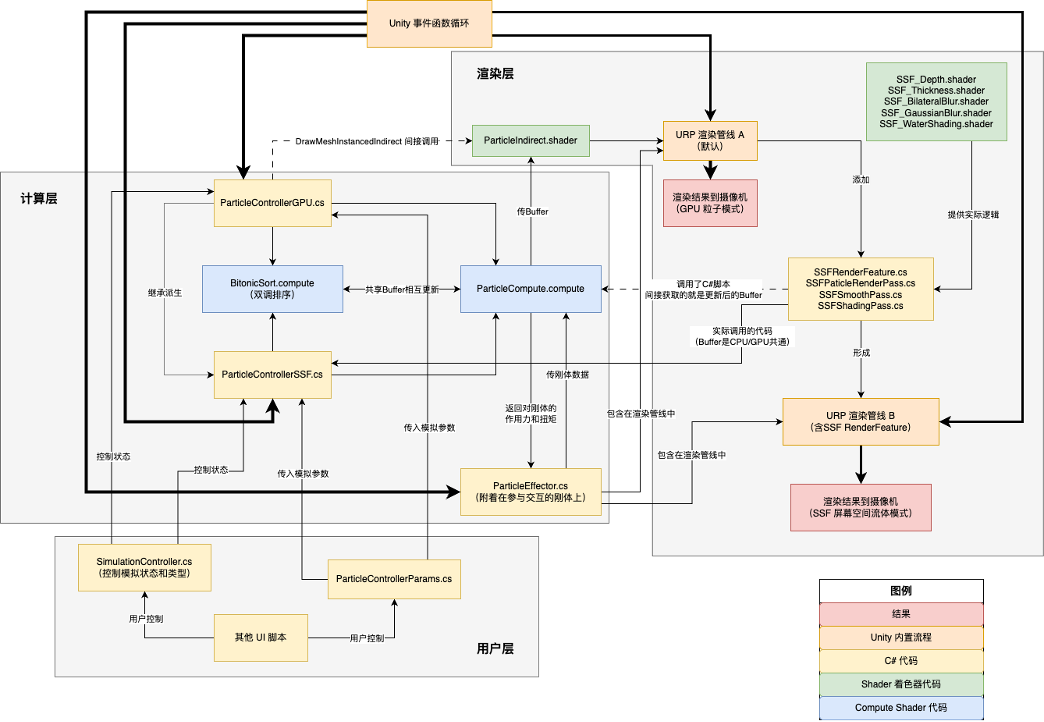 Unity 事件函数循环
渲染层
SSF_Depth.shader
SSF_Thickness.shader
SSF_BilateralBlur.shader
SSF_GaussianBlur.shader
SSF_WaterShading.shader
DrawMeshInstancedIndirect 间接调用
ParticleIndirect.shader
URP 渲染管线 A
(默认)
添加
渲染结果到摄像机
(GPU 粒子模式)
提供实际逻辑
计算层
ParticleControllerGPU.cs
传Buffer
继承派生
BitonicSort.compute
(双调排序)
共享Buffer相互更新
ParticleCompute.compute
调用了C#脚本
间接获取的就是更新后的Buffer
SSFRenderFeature.cs
SSFPaticleRenderPass.cs
SSFSmoothPass.cs
SSFShadingPass.cs
实际调用的代码
(Buffer是CPU/GPU共通)
形成
ParticleControllerSSF.cs
传刚体数据
返回对刚体的
作用力和扭矩
包含在渲染管线中
传入模拟参数
URP 渲染管线 B
(含SSF RenderFeature)
控制状态
控制状态
传入模拟参数
包含在渲染管线中
ParticleEffector.cs
(附着在参与交互的刚体上)
渲染结果到摄像机
(SSF 屏幕空间流体模式)
SimulationController.cs
(控制模拟状态和类型)
ParticleControllerParams.cs
用户控制
其他 UI 脚本
用户控制
用户层
图例
结果
Unity 内置流程
C# 代码
Shader 着色器代码
Compute Shader 代码